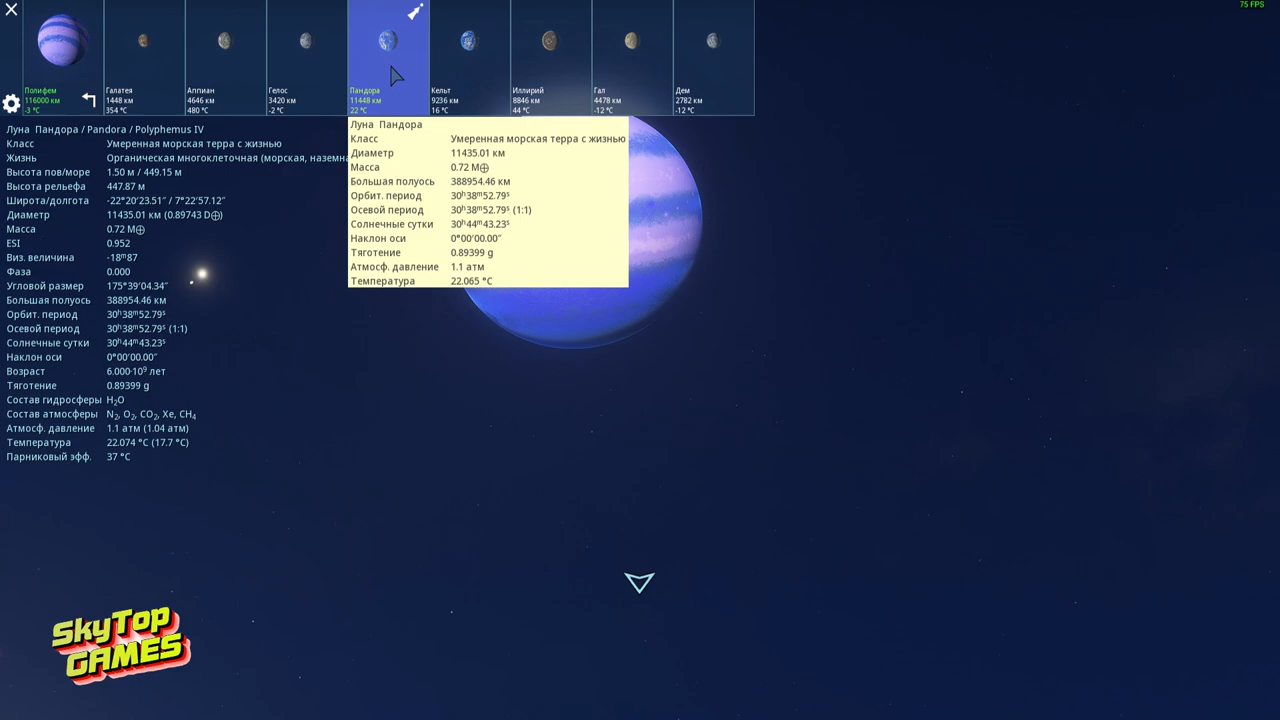 75 FPS
Полифем
116000 км
-3 °C
Галатея
1448 км
354 °C
Аппиан
4646 км
480 °C
Гелос
3420 км
-2 °C
Пандора
11448 км
22 °C
Кельт
9236 км
16 °C
Иллирий
8846 км
44 °C
Гал
4478 км
-12 °C
Дем
2782 км
-12 °C
Луна Пандора / Pandora / Polyphemus IV
Класс Умеренная морская терра с жизнью
Жизнь Органическая многоклеточная (морская, наземна
Высота пов/море 1.50 м / 449.15 м
Высота рельефа 447.87 м
Широта/долгота -22°20′23.51″ / 7°22′57.12″
Диаметр 11435.01 км (0.89743 D⊕)
Масса 0.72 M⊕
ESI 0.952
Виз. величина -18ᵐ87
Фаза 0.000
Угловой размер 175°39′04.34″
Большая полуось 388954.46 км
Орбит. период 30ʰ38ᵐ52.79ˢ
Осевой период 30ʰ38ᵐ52.79ˢ (1:1)
Солнечные сутки 30ʰ44ᵐ43.23ˢ
Наклон оси 0°00′00.00″
Возраст 6.000·10⁹ лет
Тяготение 0.89399 g
Состав гидросферы H₂O
Состав атмосферы N₂, O₂, CO₂, Xe, CH₄
Атмосф. давление 1.1 атм (1.04 атм)
Температура 22.074 °C (17.7 °C)
Парниковый эфф. 37 °C
Луна Пандора
Класс Умеренная морская терра с жизнью
Диаметр 11435.01 км
Масса 0.72 M⊕
Большая полуось 388954.46 км
Орбит. период 30ʰ38ᵐ52.79ˢ
Осевой период 30ʰ38ᵐ52.79ˢ (1:1)
Солнечные сутки 30ʰ44ᵐ43.23ˢ
Наклон оси 0°00′00.00″
Тяготение 0.89399 g
Атмосф. давление 1.1 атм
Температура 22.065 °C
SkyTop
GAMES